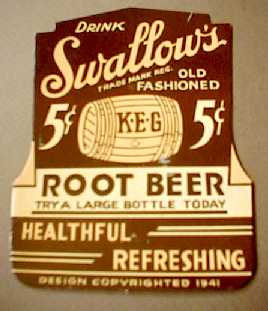 DRINK
Swallow's
TRADE MARK REG.
OLD
FASHIONED
5¢ K-E-G 5¢
ROOT BEER
TRY A LARGE BOTTLE TODAY
HEALTHFUL
REFRESHING
DESIGN COPYRIGHTED 1941